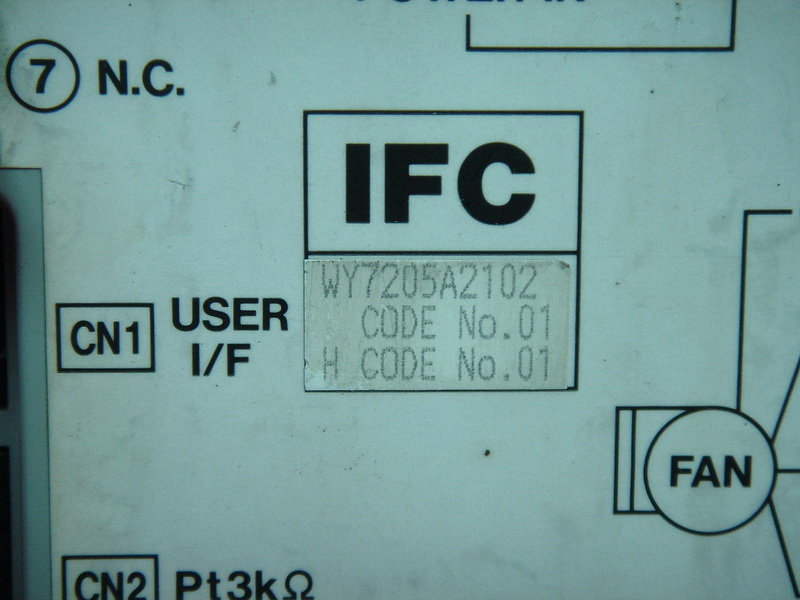 7 N.C.
IFC
WY7205A2102
CODE No.01
H CODE No.01
CN1 USER
I/F
FAN
CN2 Pt3kΩ